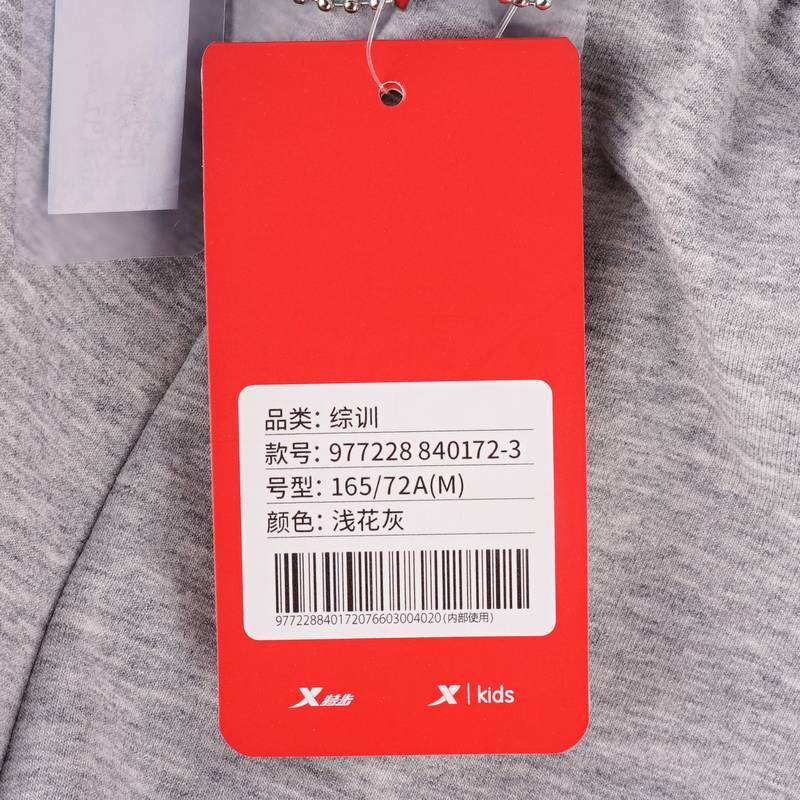 品类: 综训
款号: 977228 840172-3
号型: 165/72A(M)
颜色: 浅花灰
977228840172076603004020(内部使用)
X特步 X|kids